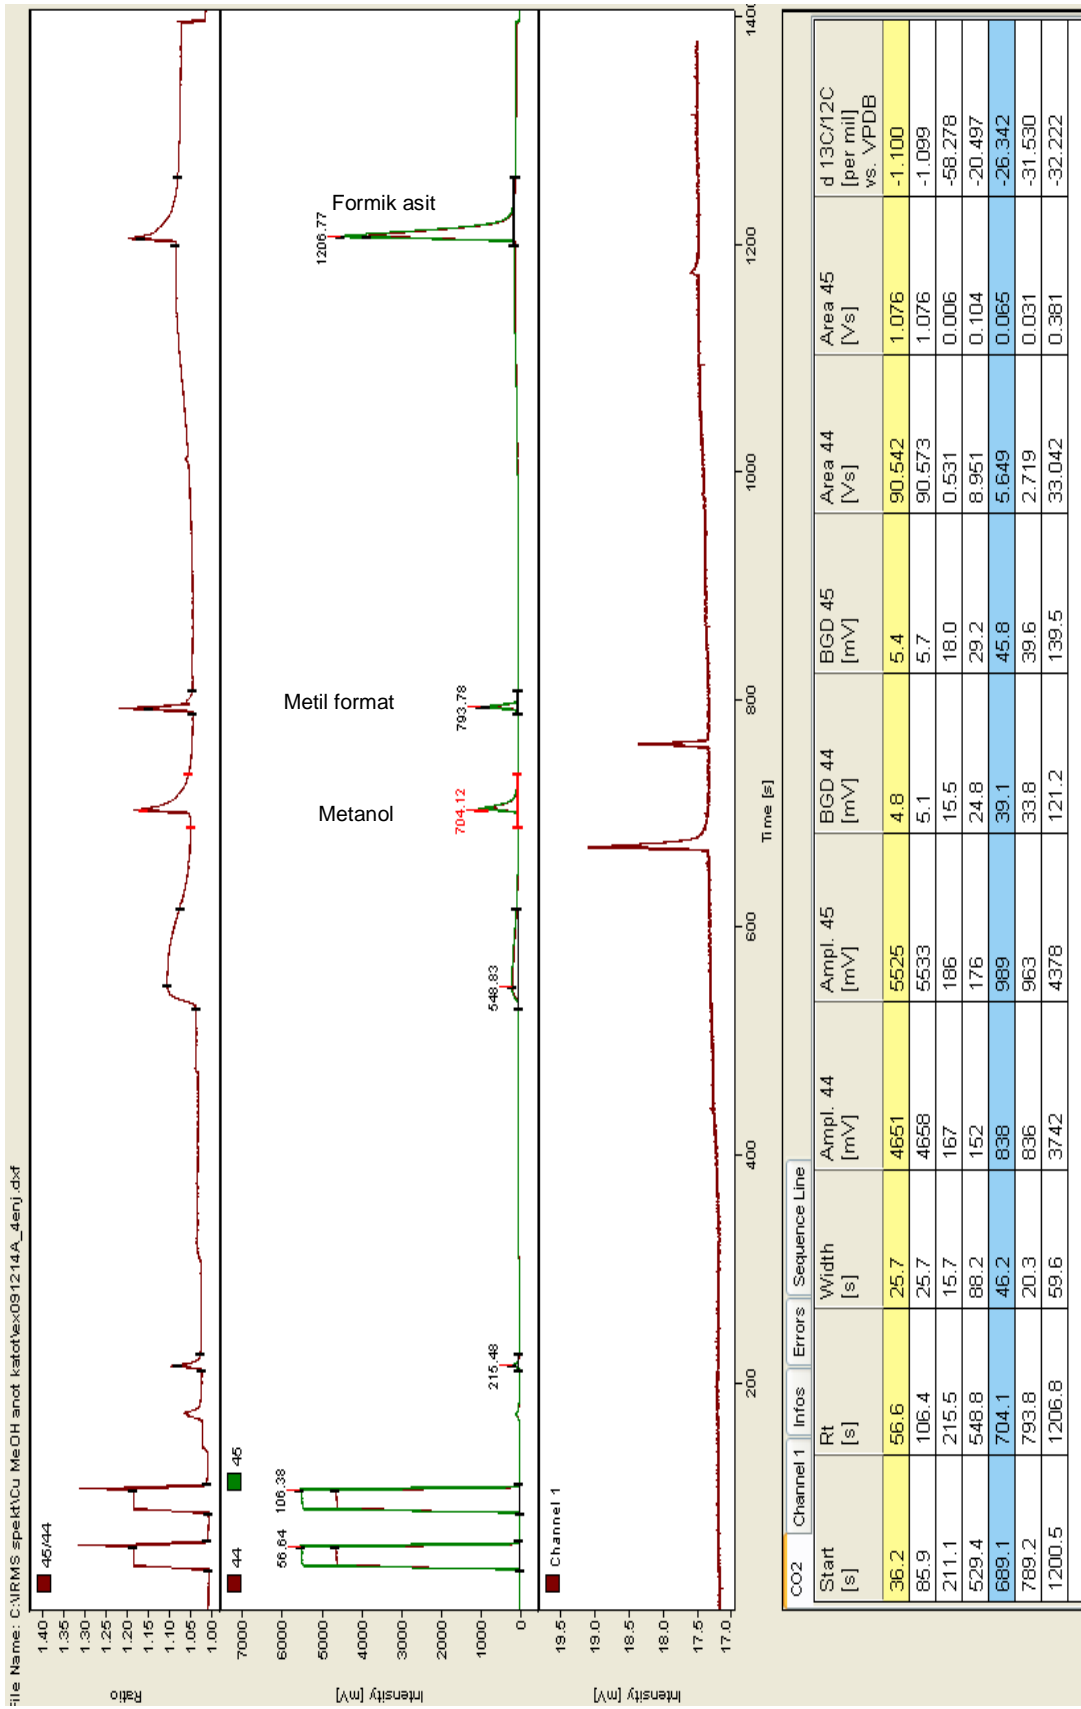 File Name: C:\IRMS spekt\Cu MeOH anot katot\ex091214A_4enj.dxf
45/44
1.40
1.35
1.30
1.25
1.20
1.15
1.10
1.05
1.00
Ratio
44 45
7000
6000
5000
4000
3000
2000
1000
0
Intensity [mV]
56.64
106.38
215.48
548.83
704.12
793.78
1206.77
Metanol
Metil format
Formik asit
Channel 1
19.5
19.0
18.5
18.0
17.5
17.0
Intensity [mV]
200 400 600 800 1000 1200 1400
Time [s]
CO2 Channel 1 Infos Errors Sequence Line
Start [s] Rt [s] Width [s] Ampl. 44 [mV] Ampl. 45 [mV] BGD 44 [mV] BGD 45 [mV] Area 44 [Vs] Area 45 [Vs] d 13C/12C [per mil] vs. VPDB
36.2 56.6 25.7 4651 5525 4.8 5.4 90.542 1.076 -1.100
85.9 106.4 25.7 4658 5533 5.1 5.7 90.573 1.076 -1.099
211.1 215.5 15.7 167 186 15.5 18.0 0.531 0.006 -58.278
529.4 548.8 88.2 152 176 24.8 29.2 8.951 0.104 -20.497
689.1 704.1 46.2 838 989 39.1 45.8 5.649 0.065 -26.342
789.2 793.8 20.3 836 963 33.8 39.6 2.719 0.031 -31.530
1200.5 1206.8 59.6 3742 4378 121.2 139.5 33.042 0.381 -32.222